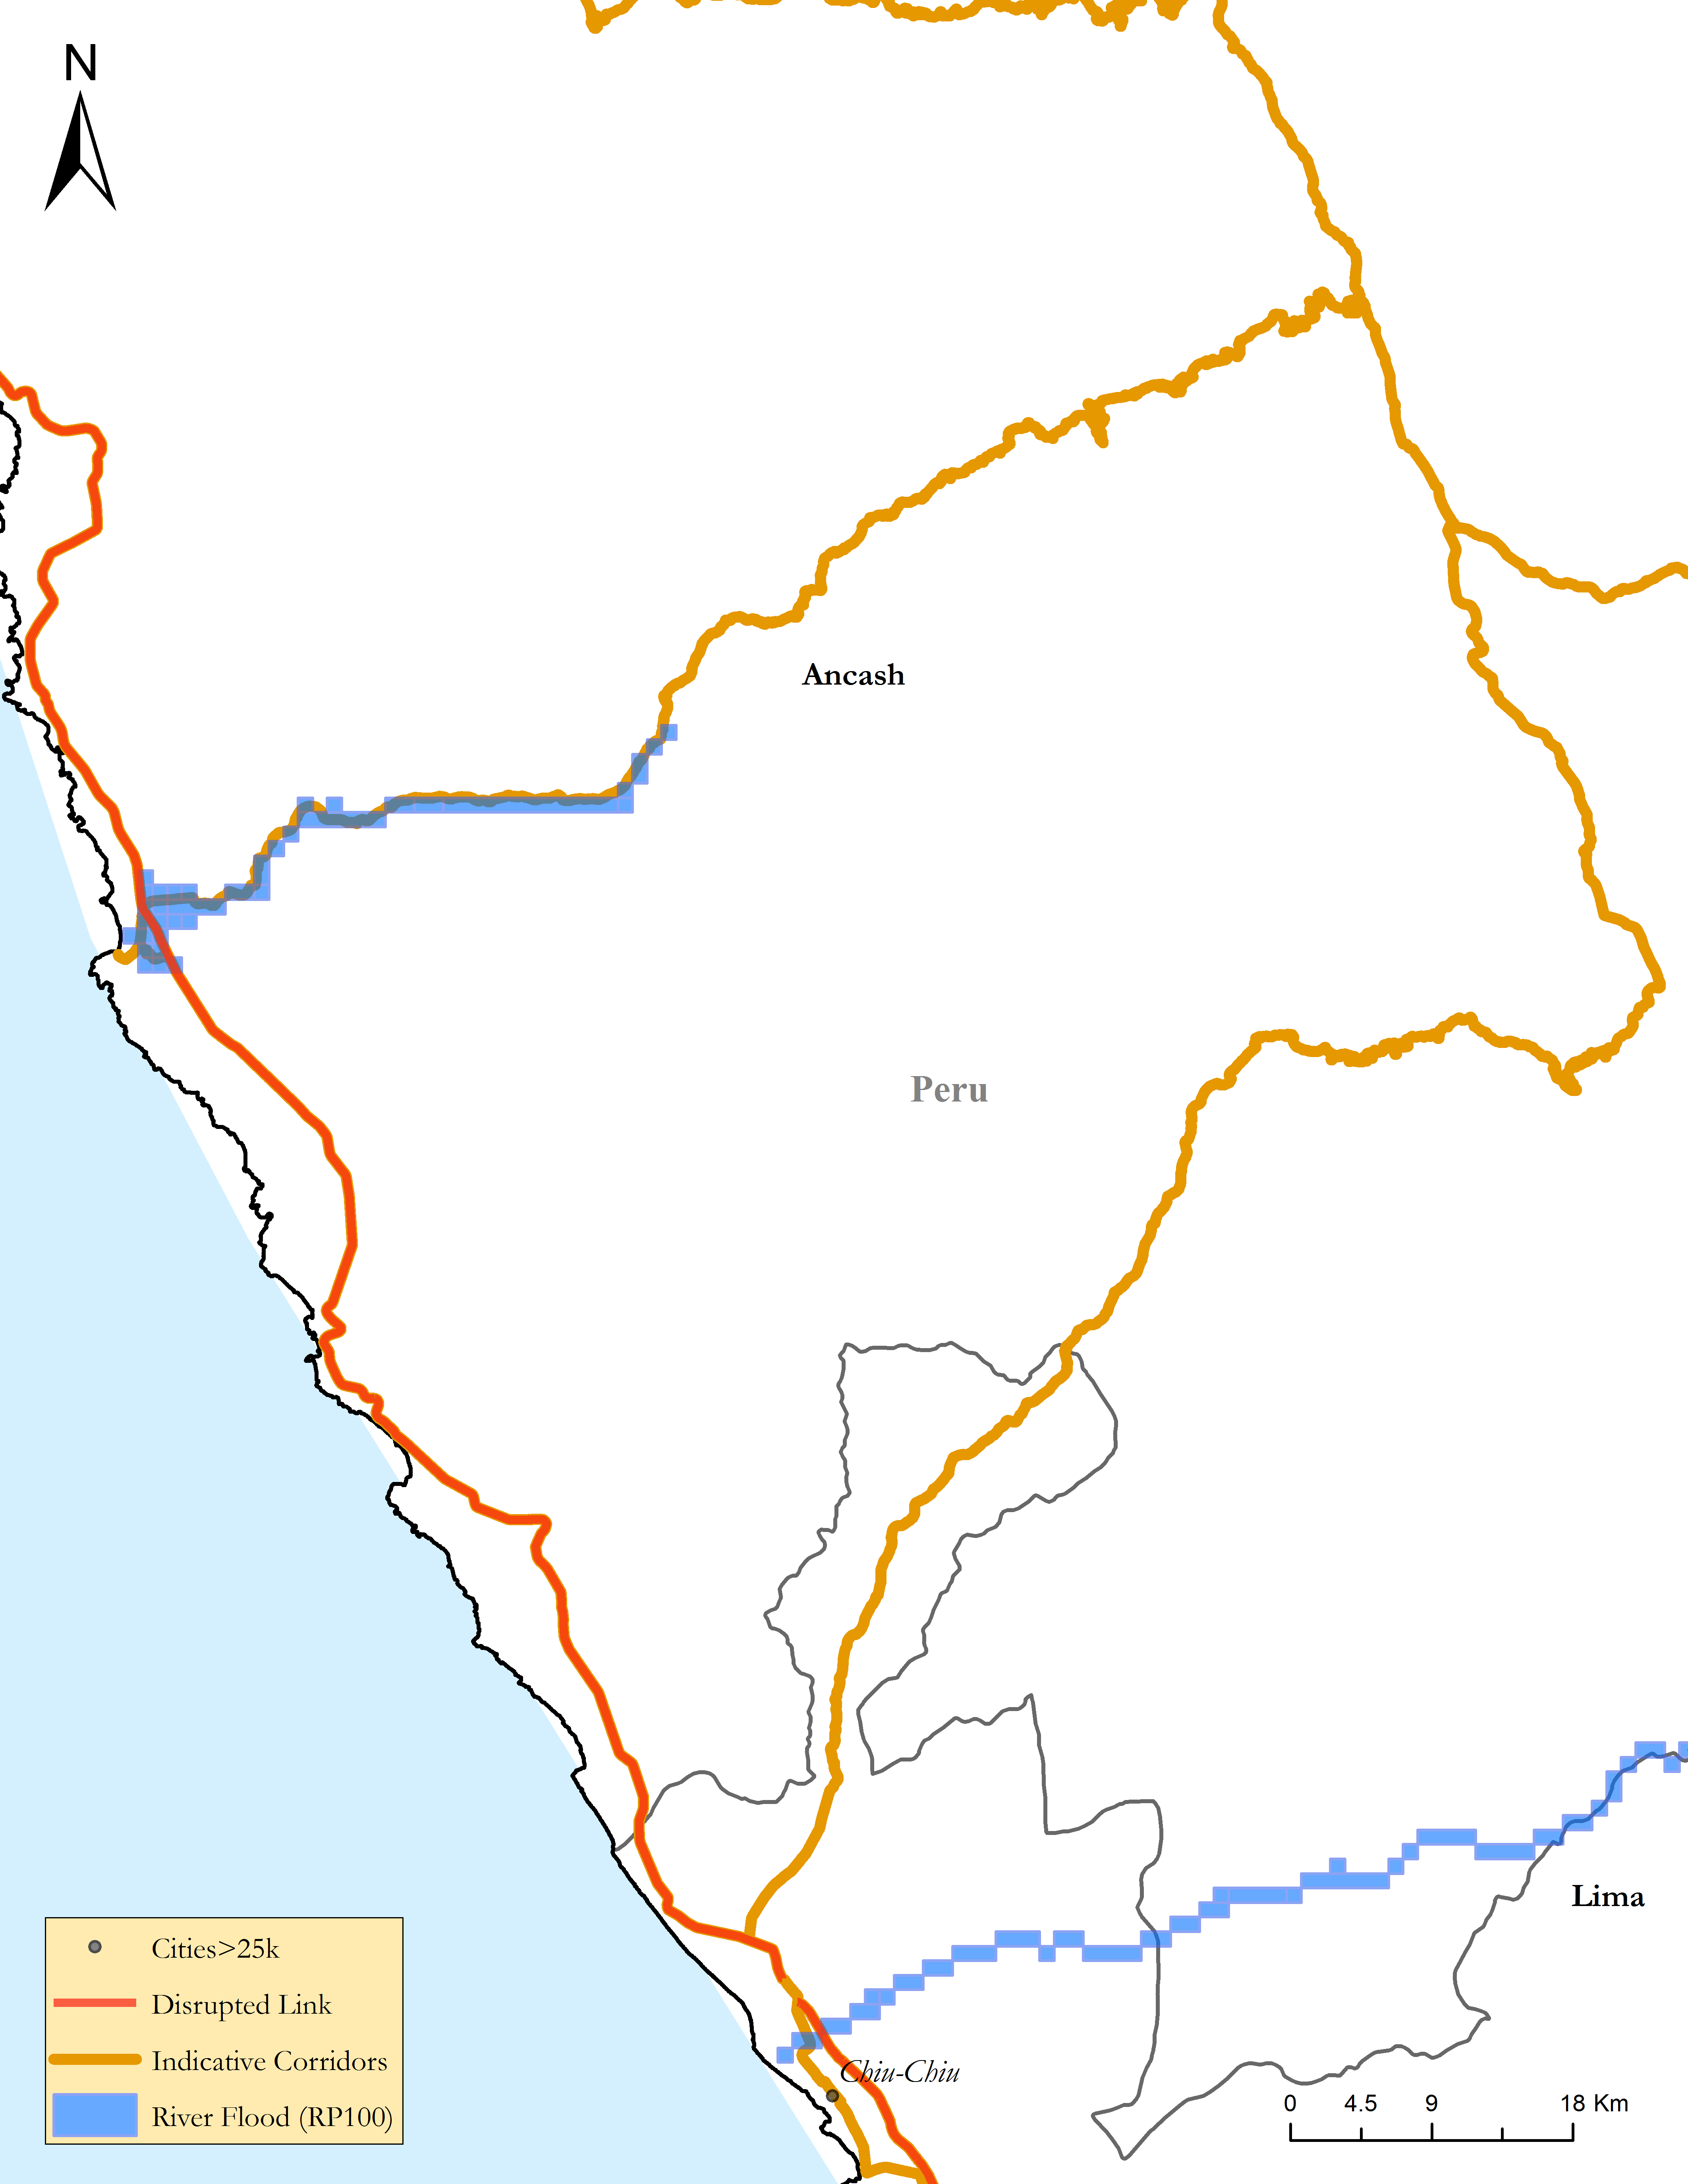 N
Ancash
Peru
Lima
Chiu-Chiu
Cities>25k
Disrupted Link
Indicative Corridors
River Flood (RP100)
0 4.5 9 18 Km